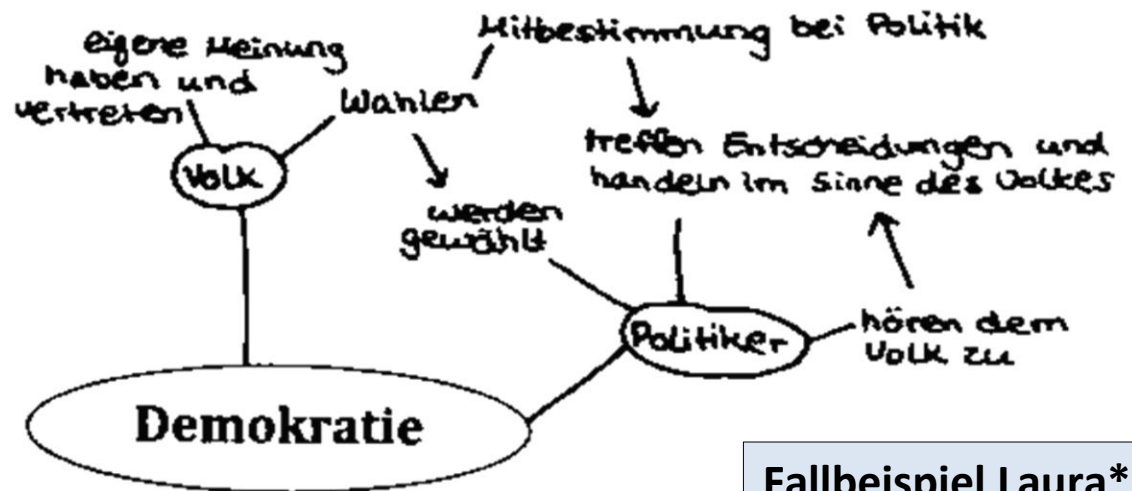 eigene Meinung
haben und
vertreten
Wahlen
Mitbestimmung bei Politik
Volk
treffen Entscheidungen und
handeln im Sinne des Volkes
werden
gewählt
Politiker
hören dem
Volk zu
Demokratie
Fallbeispiel Laura*